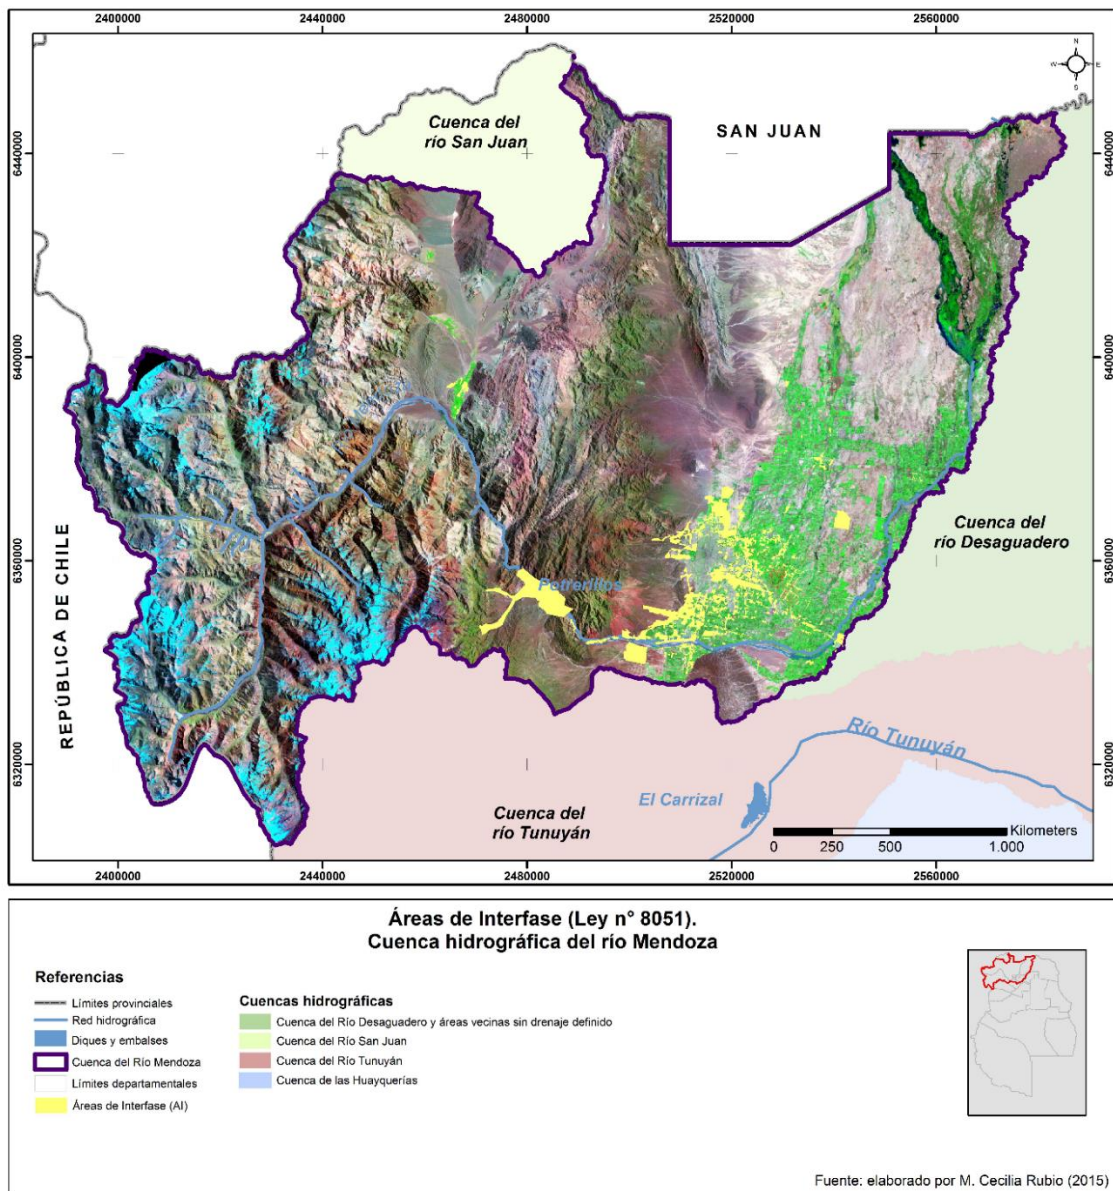 2400000
2440000
2480000
2520000
2560000
N
W
E
S
Cuenca del
río San Juan
SAN JUAN
6440000
6440000
6400000
6400000
6360000
6360000
6320000
6320000
REPÚBLICA DE CHILE
Potrerillos
Cuenca del
río Desaguadero
Río Tunuyán
El Carrizal
Cuenca del
río Tunuyán
Kilometers
0
250
500
1.000
2400000
2440000
2480000
2520000
2560000
Áreas de Interfase (Ley n° 8051).
Cuenca hidrográfica del río Mendoza
Referencias
Límites provinciales
Red hidrográfica
Diques y embalses
Cuenca del Río Mendoza
Límites departamentales
Áreas de Interfase (AI)
Cuencas hidrográficas
Cuenca del Río Desaguadero y áreas vecinas sin drenaje definido
Cuenca del Río San Juan
Cuenca del Río Tunuyán
Cuenca de las Huayquerías
Fuente: elaborado por M. Cecilia Rubio (2015)